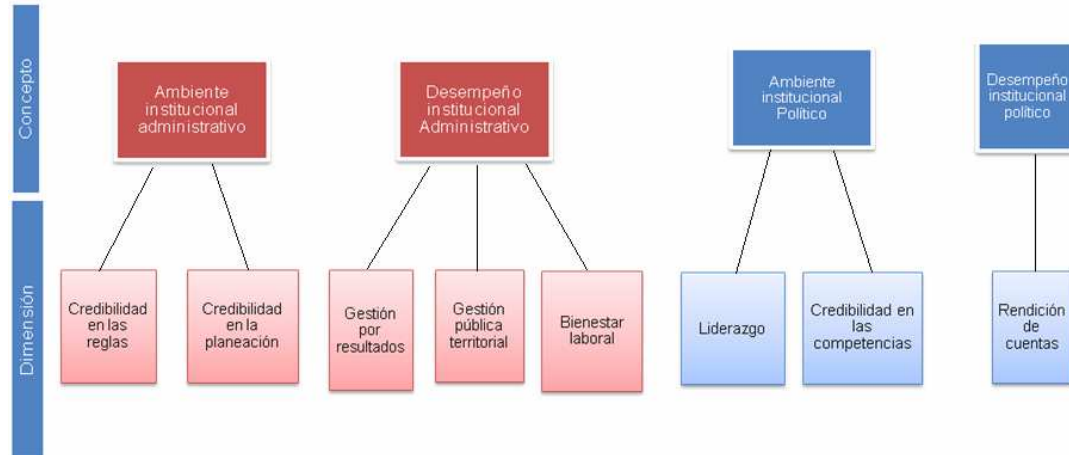 Concepto
Ambiente
institucional
administrativo
Desempeño
institucional
Administrativo
Ambiente
institucional
Político
Desempeño
institucional
político
Dimensión
Credibilidad
en las
reglas
Credibilidad
en la
planeación
Gestión
por
resultados
Gestión
pública
territorial
Bienestar
laboral
Liderazgo
Credibilidad en
las
competencias
Rendición
de
cuentas